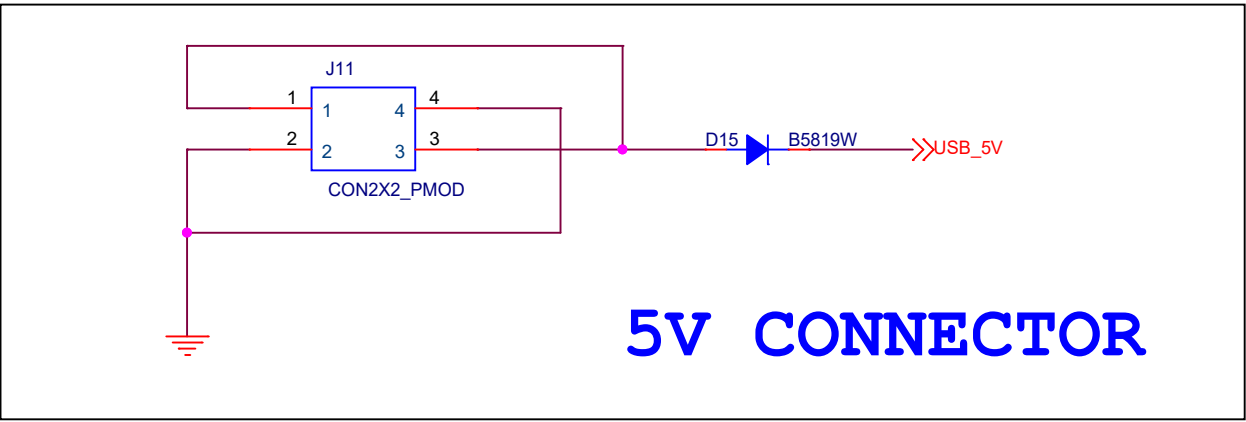 J11
1 1 4 4
2 2 3 3
CON2X2_PMOD
D15 B5819W USB_5V
5V CONNECTOR